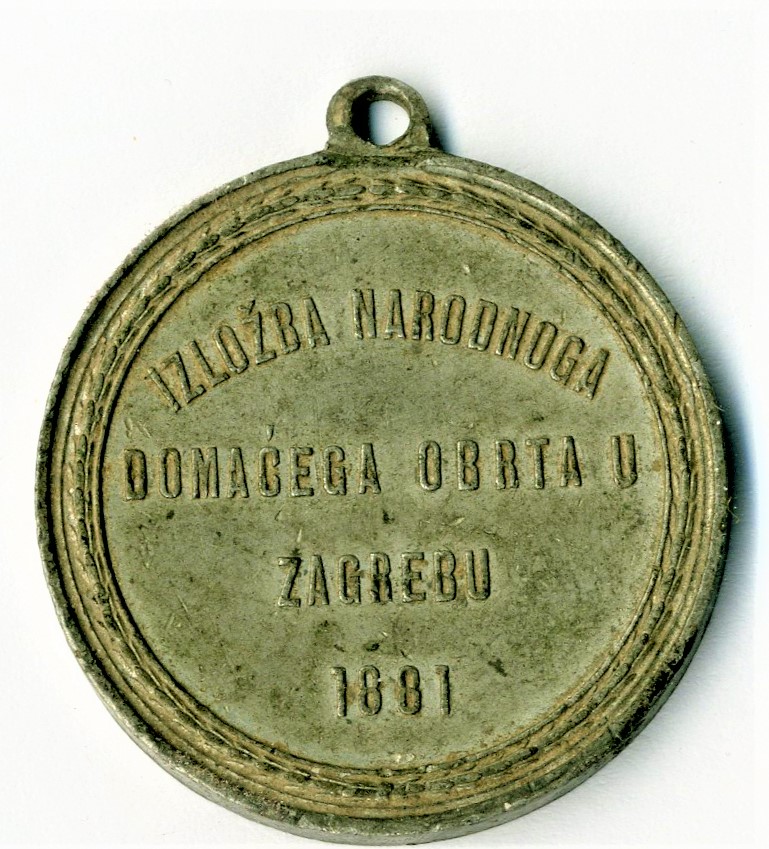 IZLOŽBA NARODNOGA
DOMAĆEGA OBRTA U
ZAGREBU
1881